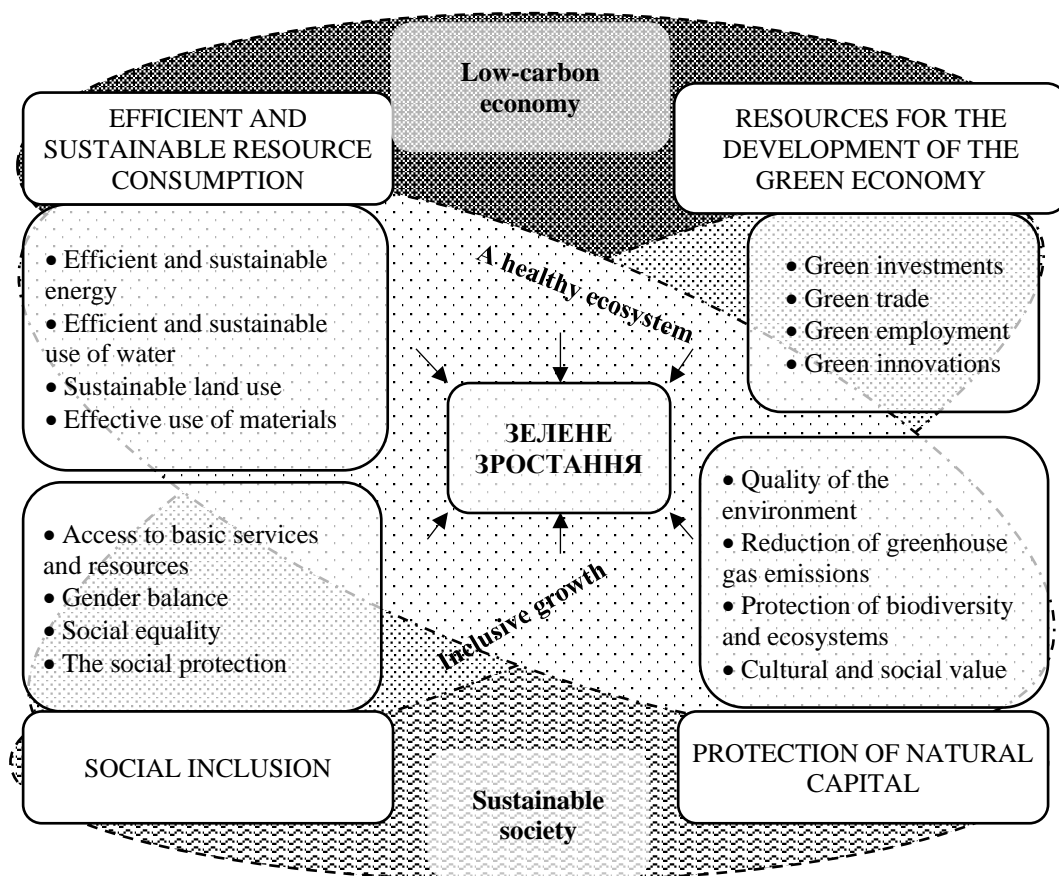 Low-carbon
economy
EFFICIENT AND
SUSTAINABLE RESOURCE
CONSUMPTION
RESOURCES FOR THE
DEVELOPMENT OF THE
GREEN ECONOMY
• Efficient and sustainable
energy
• Efficient and sustainable
use of water
• Sustainable land use
• Effective use of materials
A healthy ecosystem
• Green investments
• Green trade
• Green employment
• Green innovations
ЗЕЛЕНЕ
ЗРОСТАННЯ
• Access to basic services
and resources
• Gender balance
• Social equality
• The social protection
Inclusive growth
• Quality of the
environment
• Reduction of greenhouse
gas emissions
• Protection of biodiversity
and ecosystems
• Cultural and social value
SOCIAL INCLUSION
Sustainable
society
PROTECTION OF NATURAL
CAPITAL